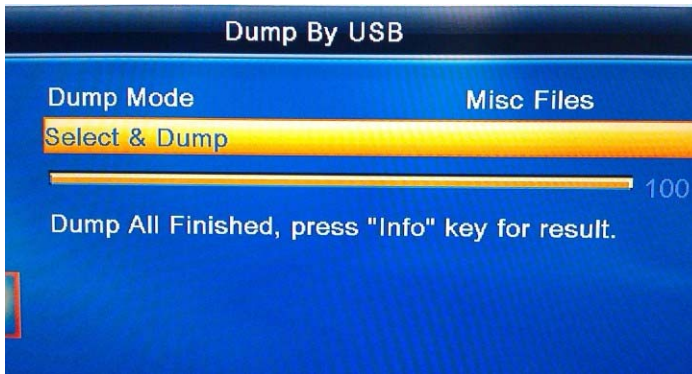 Dump By USB
Dump Mode Misc Files
Select & Dump
100
Dump All Finished, press "Info" key for result.